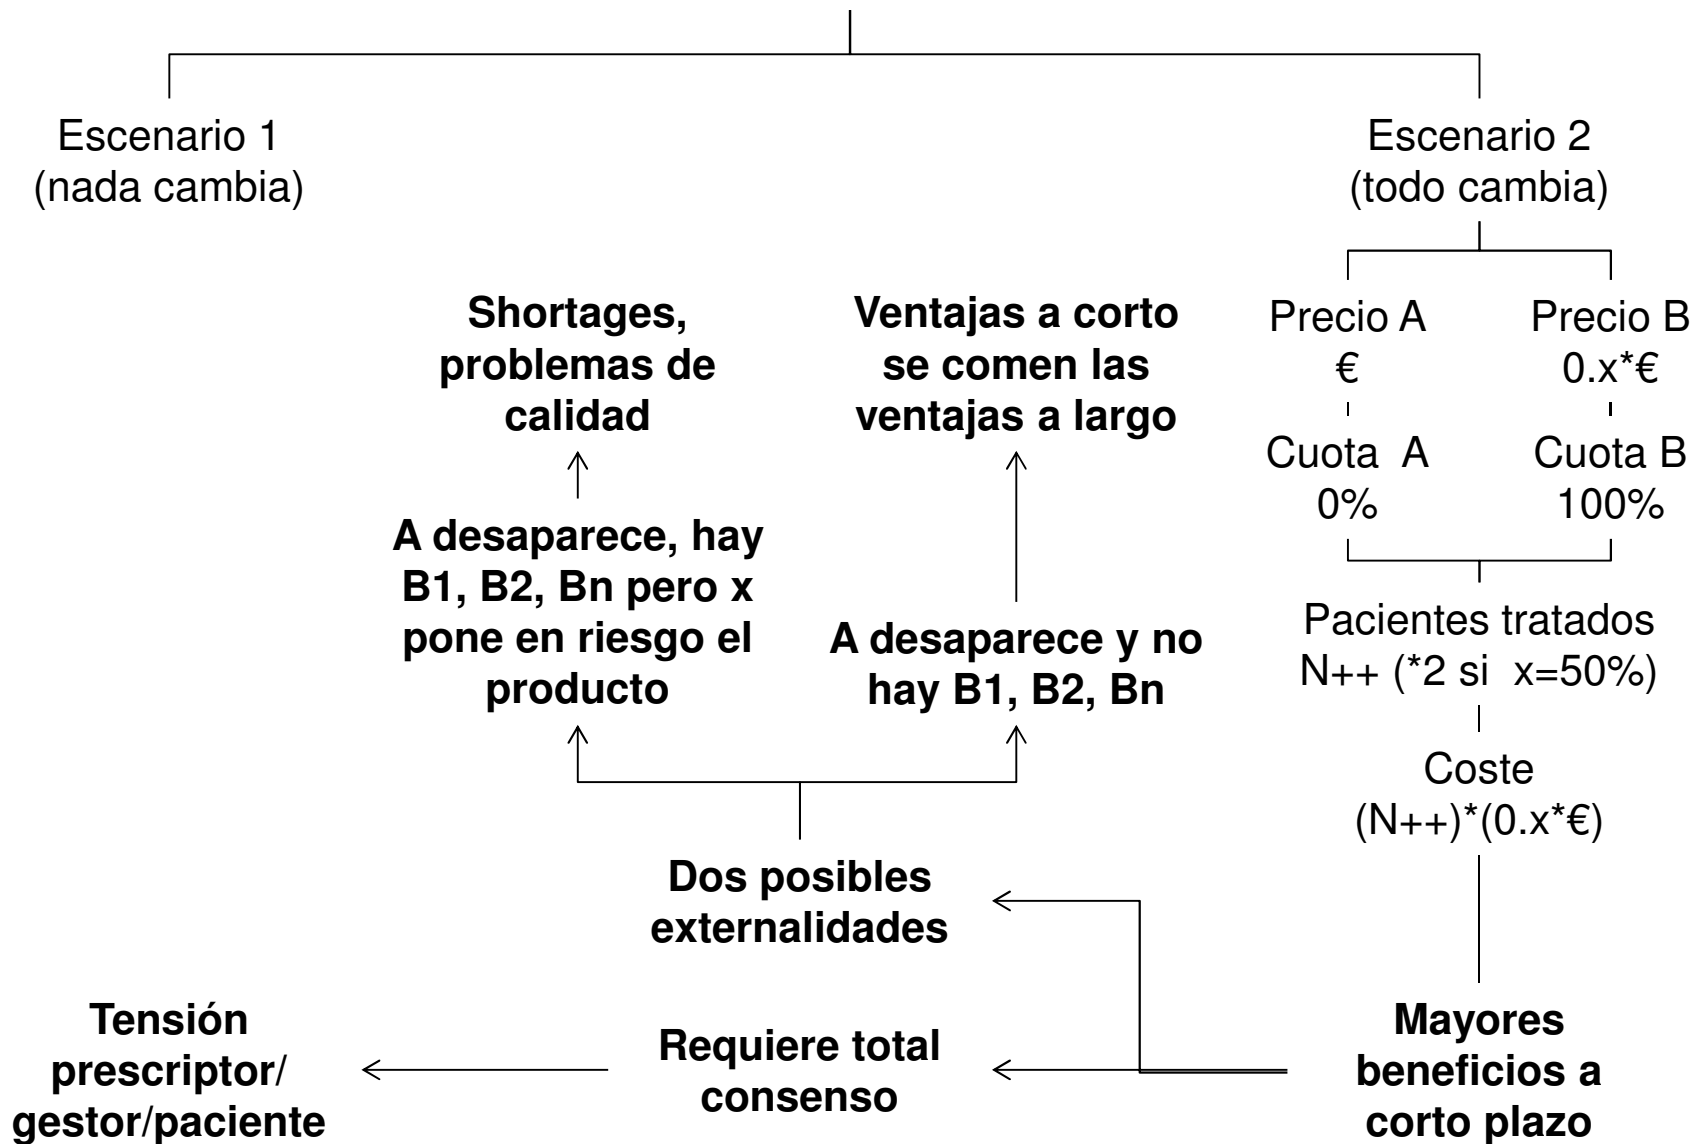 Escenario 1
(nada cambia)
Escenario 2
(todo cambia)
Precio A
€
Precio B
0.x*€
Cuota A
0%
Cuota B
100%
Pacientes tratados
N++ (*2 si x=50%)
Coste
(N++)*(0.x*€)
Mayores
beneficios a
corto plazo
Shortages,
problemas de
calidad
Ventajas a corto
se comen las
ventajas a largo
A desaparece, hay
B1, B2, Bn pero x
pone en riesgo el
producto
A desaparece y no
hay B1, B2, Bn
Dos posibles
externalidades
Requiere total
consenso
Tensión
prescriptor/
gestor/paciente